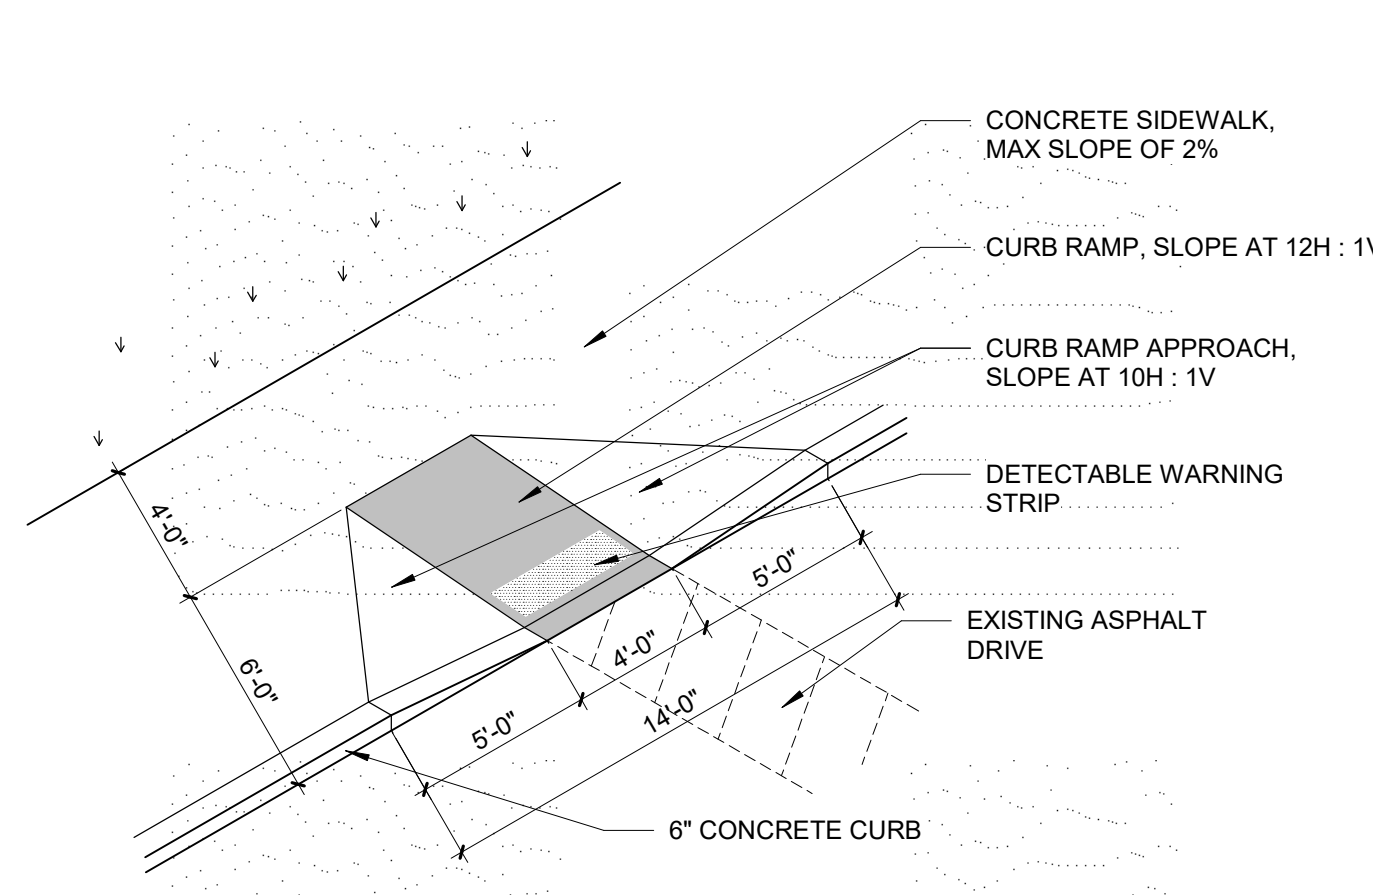 CONCRETE SIDEWALK,
MAX SLOPE OF 2%
CURB RAMP, SLOPE AT 12H : 1V
CURB RAMP APPROACH,
SLOPE AT 10H : 1V
DETECTABLE WARNING
STRIP
4'-0"
5'-0"
EXISTING ASPHALT
DRIVE
4'-0"
6'-0"
14'-0"
5'-0"
6" CONCRETE CURB